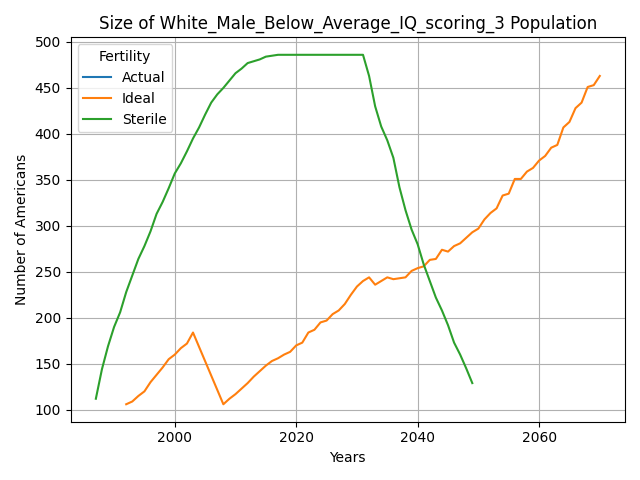 Size of White_Male_Below_Average_IQ_scoring_3 Population
Fertility
Actual
Ideal
Sterile
Number of Americans
500
450
400
350
300
250
200
150
100
2000 2020 2040 2060
Years